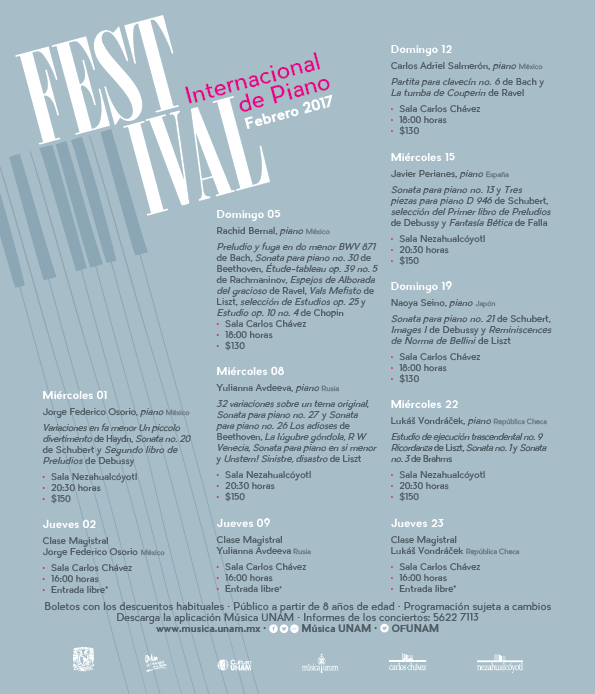 FEST
IVAL
Internacional
de Piano
Febrero 2017
Miércoles 01
Jorge Federico Osorio, piano México
Variaciones en fa menor Un piccolo
divertimento de Haydn, Sonata no. 20
de Schubert y Segundo libro de
Preludios de Debussy
• Sala Nezahualcóyotl
• 20:30 horas
• $150
Jueves 02
Clase Magistral
Jorge Federico Osorio México
• Sala Carlos Chávez
• 16:00 horas
• Entrada libre*
Domingo 05
Rachid Bernal, piano México
Preludio y fuga en do menor BWV 871
de Bach, Sonata para piano no. 30 de
Beethoven, Étude-tableau op. 39 no. 5
de Rachmaninov, Espejos de Alborada
del gracioso de Ravel, Vals Mefisto de
Liszt, selección de Estudios op. 25 y
Estudio op. 10 no. 4 de Chopin
• Sala Carlos Chávez
• 18:00 horas
• $130
Miércoles 08
Yulianna Avdeeva, piano Rusia
32 variaciones sobre un tema original,
Sonata para piano no. 27 y Sonata
para piano no. 26 Los adioses de
Beethoven, La lúgubre góndola, R W
Venecia, Sonata para piano en si menor
y Unstern! Sinistre, disastro de Liszt
• Sala Nezahualcóyotl
• 20:30 horas
• $150
Jueves 09
Clase Magistral
Yulianna Avdeeva Rusia
• Sala Carlos Chávez
• 16:00 horas
• Entrada libre*
Domingo 12
Carlos Adriel Salmerón, piano México
Partita para clavecín no. 6 de Bach y
La tumba de Couperin de Ravel
• Sala Carlos Chávez
• 18:00 horas
• $130
Miércoles 15
Javier Perianes, piano España
Sonata para piano no. 13 y Tres
piezas para piano D 946 de Schubert,
selección del Primer libro de Preludios
de Debussy y Fantasía Bética de Falla
• Sala Nezahualcóyotl
• 20:30 horas
• $150
Domingo 19
Naoya Seino, piano Japón
Sonata para piano no. 21 de Schubert,
Images I de Debussy y Reminiscences
de Norma de Bellini de Liszt
• Sala Carlos Chávez
• 18:00 horas
• $130
Miércoles 22
Lukáš Vondráček, piano República Checa
Estudio de ejecución trascendental no. 9
Ricordanza de Liszt, Sonata no. 1 y Sonata
no. 3 de Brahms
• Sala Nezahualcóyotl
• 20:30 horas
• $150
Jueves 23
Clase Magistral
Lukáš Vondráček República Checa
• Sala Carlos Chávez
• 16:00 horas
• Entrada libre*
Boletos con los descuentos habituales · Público a partir de 8 años de edad · Programación sujeta a cambios
Descarga la aplicación Música UNAM · Informes de los conciertos: 5622 7113
www.musica.unam.mx · Música UNAM · OFUNAM
Cultura
UNAM
música unam
carlos chávez
nezahualcóyotl